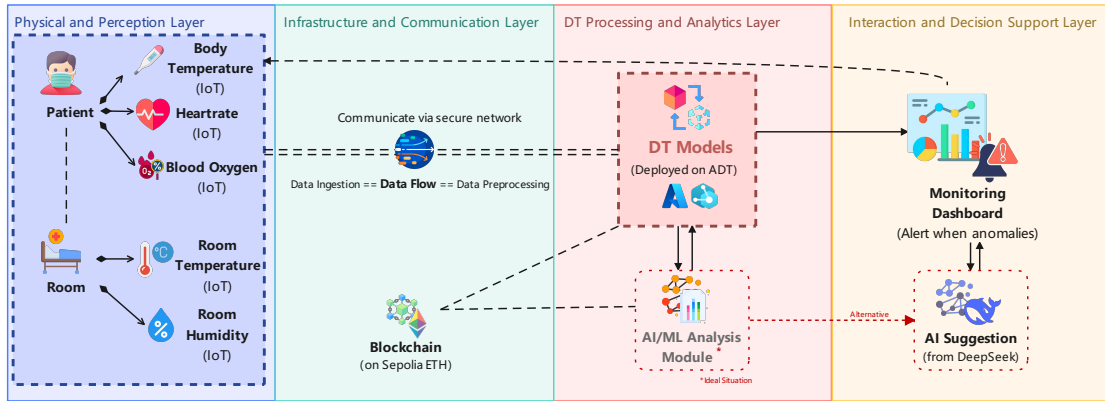 Physical and Perception Layer
Patient
Body
Temperature
(IoT)
Heartrate
(IoT)
O₂
%
Blood Oxygen
(IoT)
Room
°C
Room
Temperature
(IoT)
%
Room
Humidity
(IoT)
Infrastructure and Communication Layer
Communicate via secure network
Data Ingestion == Data Flow == Data Preprocessing
Blockchain
(on Sepolia ETH)
DT Processing and Analytics Layer
DT Models
(Deployed on ADT)
AI/ML Analysis
Module *
* Ideal Situation
Interaction and Decision Support Layer
Monitoring
Dashboard
(Alert when anomalies)
Alternative
AI Suggestion
(from DeepSeek)